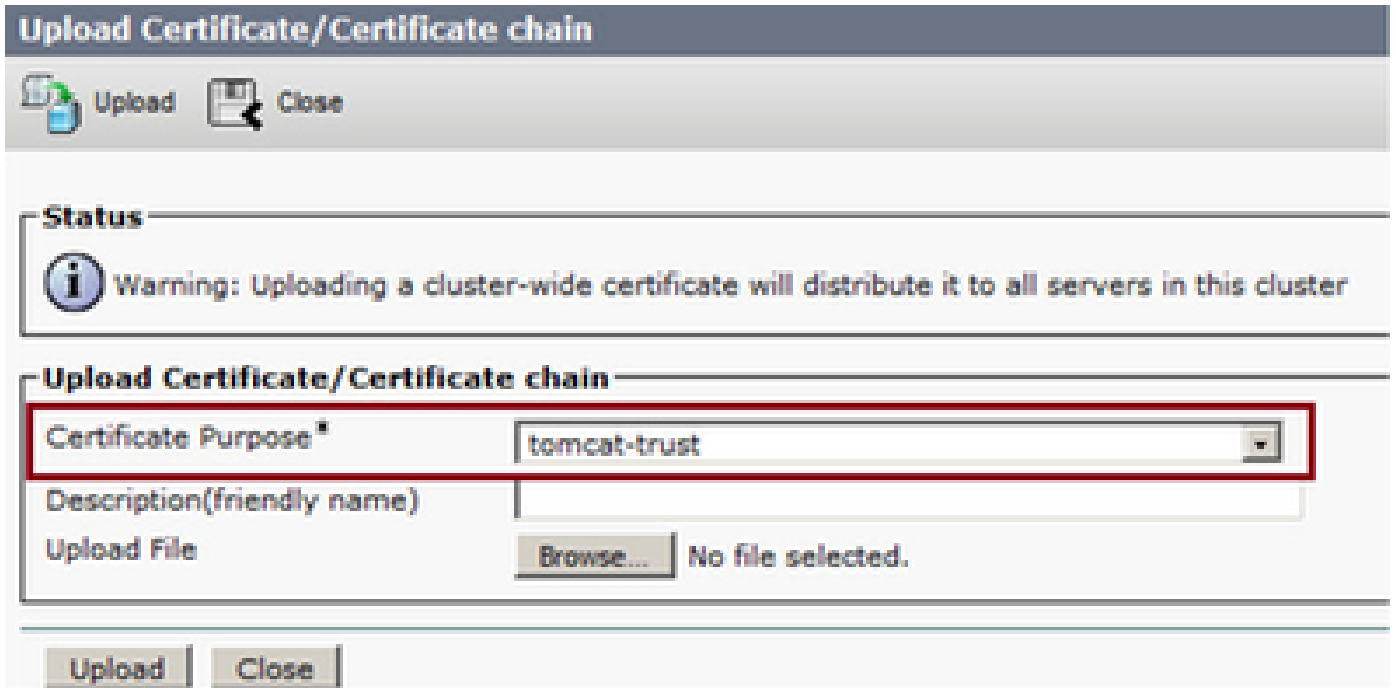 Upload Certificate/Certificate chain
Upload Close
Status
Warning: Uploading a cluster-wide certificate will distribute it to all servers in this cluster
Upload Certificate/Certificate chain
Certificate Purpose* tomcat-trust
Description(friendly name)
Upload File Browse... No file selected.
Upload Close